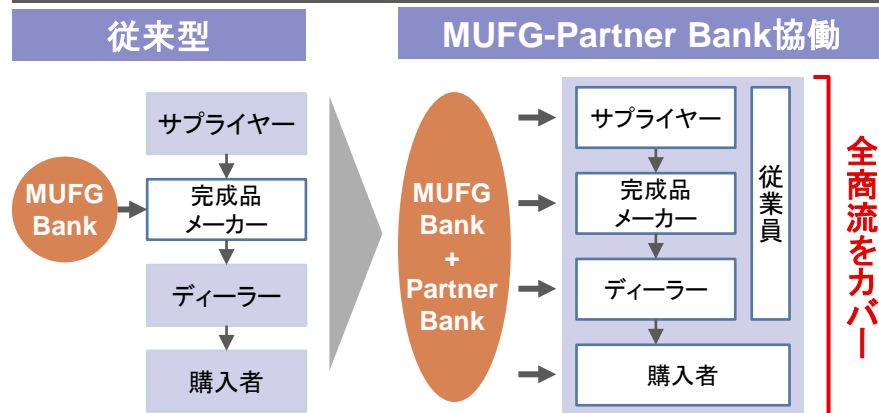 従来型
MUFG-Partner Bank協働
サプライヤー
MUFG
Bank
完成品
メーカー
ディーラー
購入者
MUFG
Bank
+
Partner
Bank
サプライヤー
完成品
メーカー
ディーラー
購入者
従業員
全商流をカバー